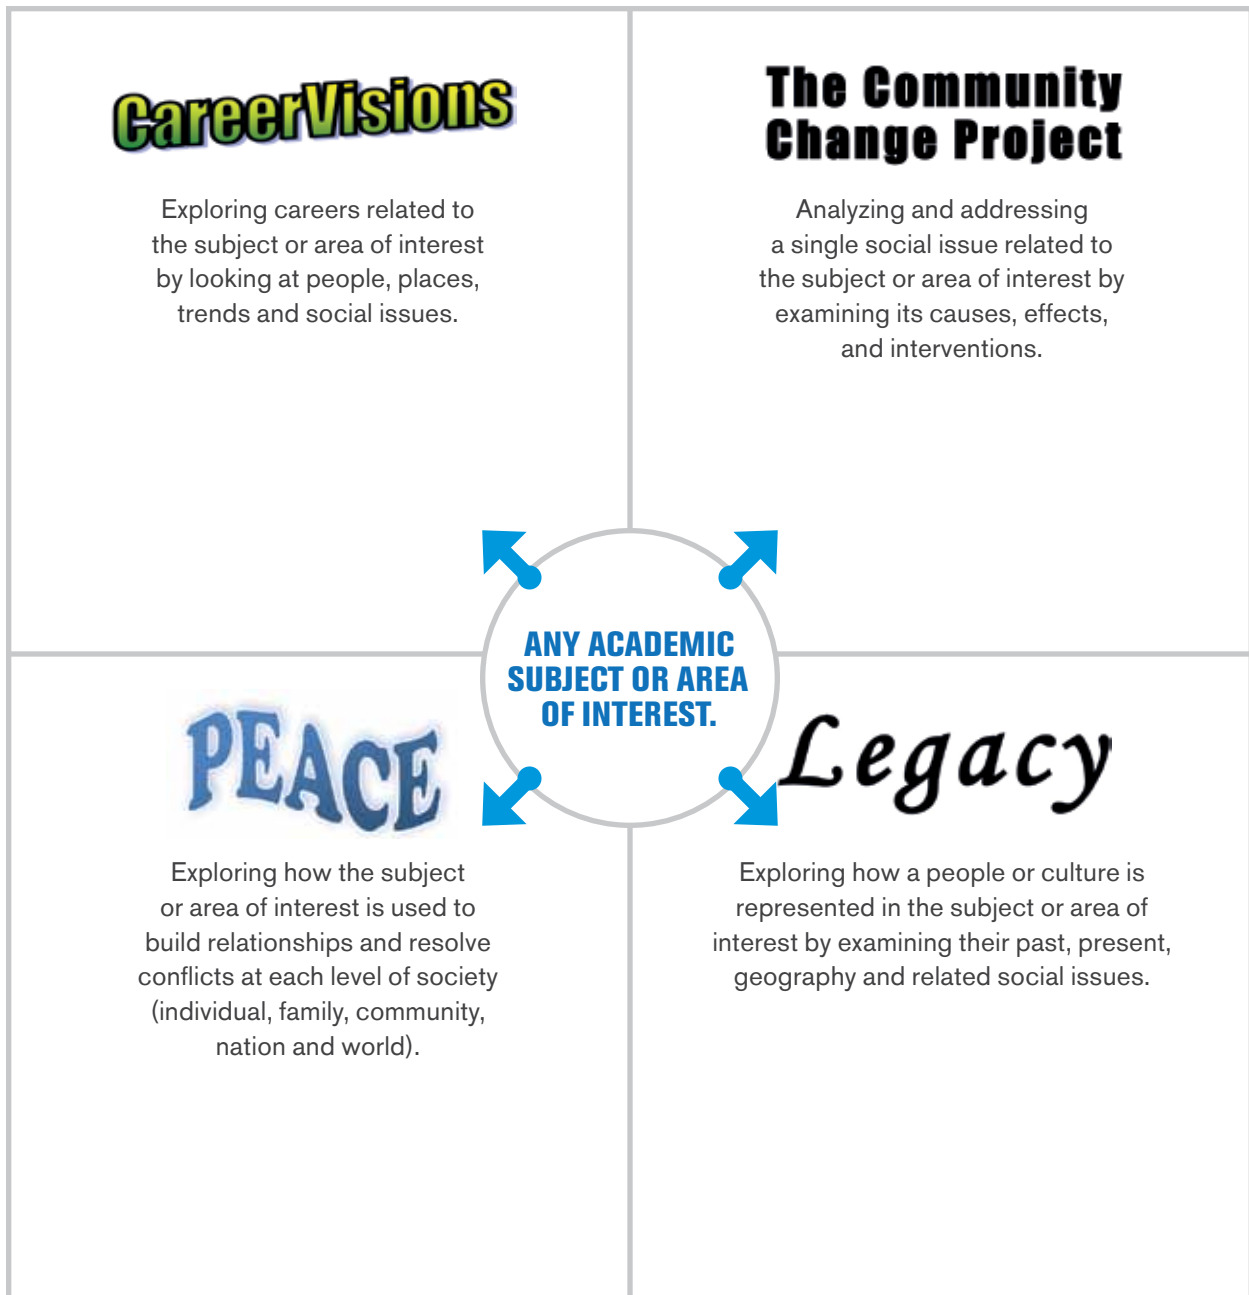 CareerVisions
Exploring careers related to
the subject or area of interest
by looking at people, places,
trends and social issues.
The Community
Change Project
Analyzing and addressing
a single social issue related to
the subject or area of interest by
examining its causes, effects,
and interventions.
ANY ACADEMIC
SUBJECT OR AREA
OF INTEREST.
PEACE
Exploring how the subject
or area of interest is used to
build relationships and resolve
conflicts at each level of society
(individual, family, community,
nation and world).
Legacy
Exploring how a people or culture is
represented in the subject or area of
interest by examining their past, present,
geography and related social issues.